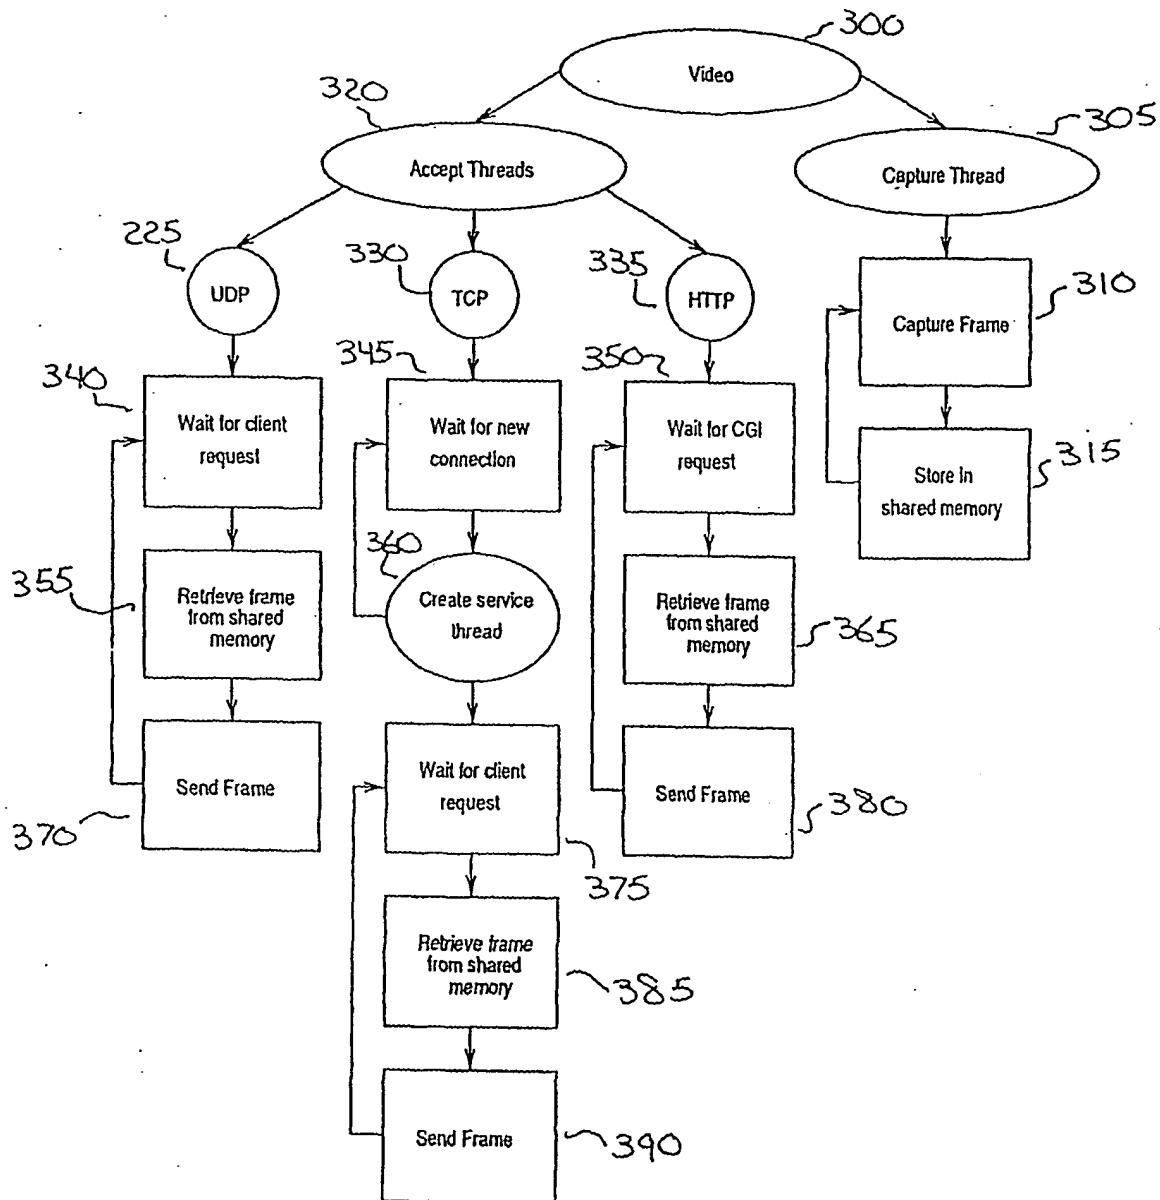 300
Video
320
305
Accept Threads
Capture Thread
225
330
335
UDP
TCP
HTTP
310
Capture Frame
345
350
340
Wait for client
request
Wait for new
connection
Wait for CGI
request
315
Store in
shared memory
360
355
Retrieve frame
from shared
memory
Create service
thread
Retrieve frame
from shared
memory
365
Send Frame
370
Wait for client
request
375
Send Frame
380
Retrieve frame
from shared
memory
385
Send Frame
390